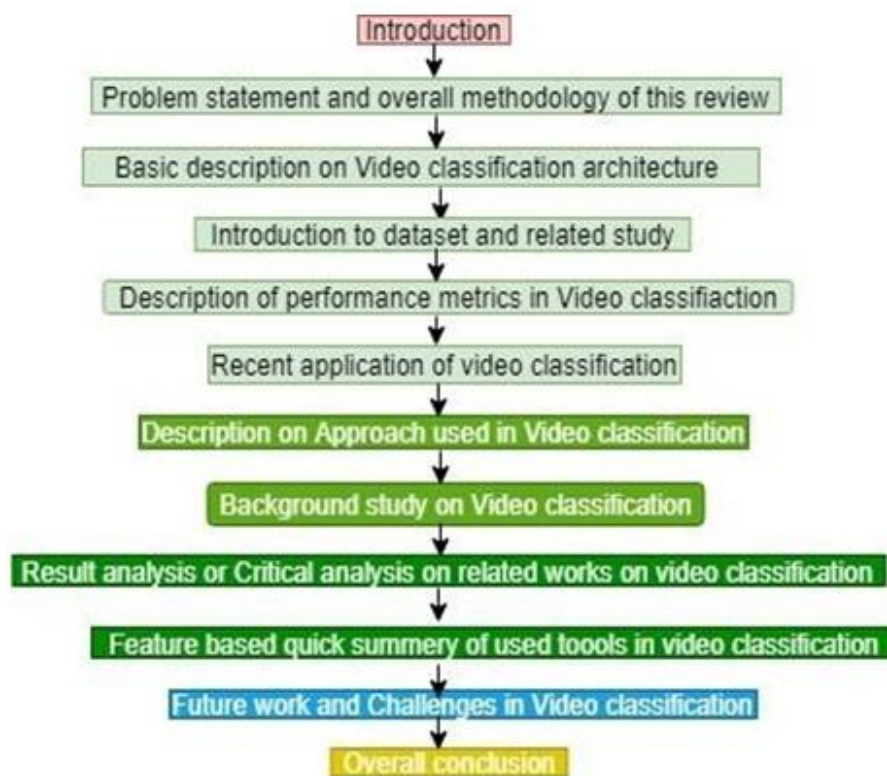 Introduction
Problem statement and overall methodology of this review
Basic description on Video classification architecture
Introduction to dataset and related study
Description of performance metrics in Video classifiaction
Recent application of video classification
Description on Approach used in Video classification
Background study on Video classification
Result analysis or Critical analysis on related works on video classification
Feature based quick summery of used toools in video classification
Future work and Challenges in Video classification
Overall conclusion